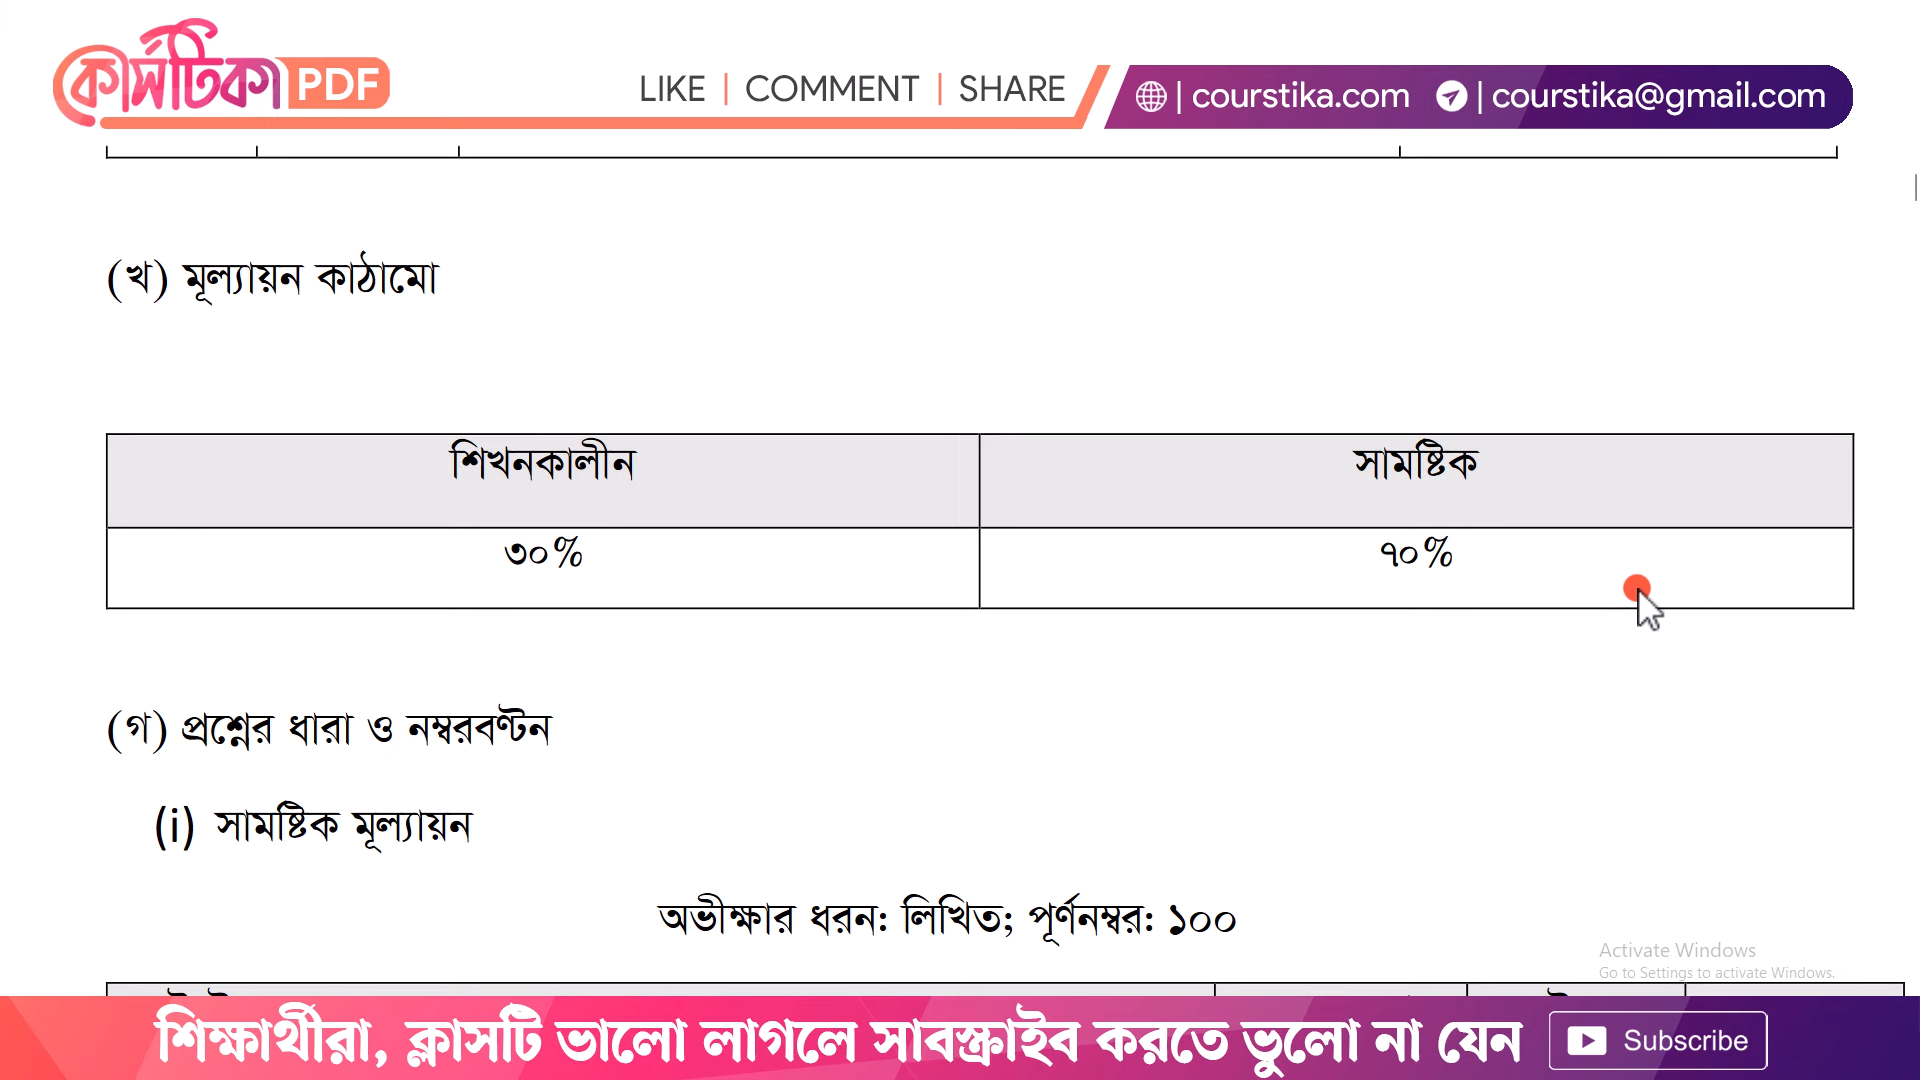 কোর্সটিকা PDF
LIKE | COMMENT | SHARE
| courstika.com | courstika@gmail.com
(খ) মূল্যায়ন কাঠামো
শিখনকালীন সামষ্টিক
৩০% ৭০%
(গ) প্রশ্নের ধারা ও নম্বরবণ্টন
(i) সামষ্টিক মূল্যায়ন
অভীক্ষার ধরন: লিখিত; পূর্ণনম্বর: ১০০
Activate Windows
Go to Settings to activate Windows.
শিক্ষার্থীরা, ক্লাসটি ভালো লাগলে সাবস্ক্রাইব করতে ভুলো না যেন Subscribe